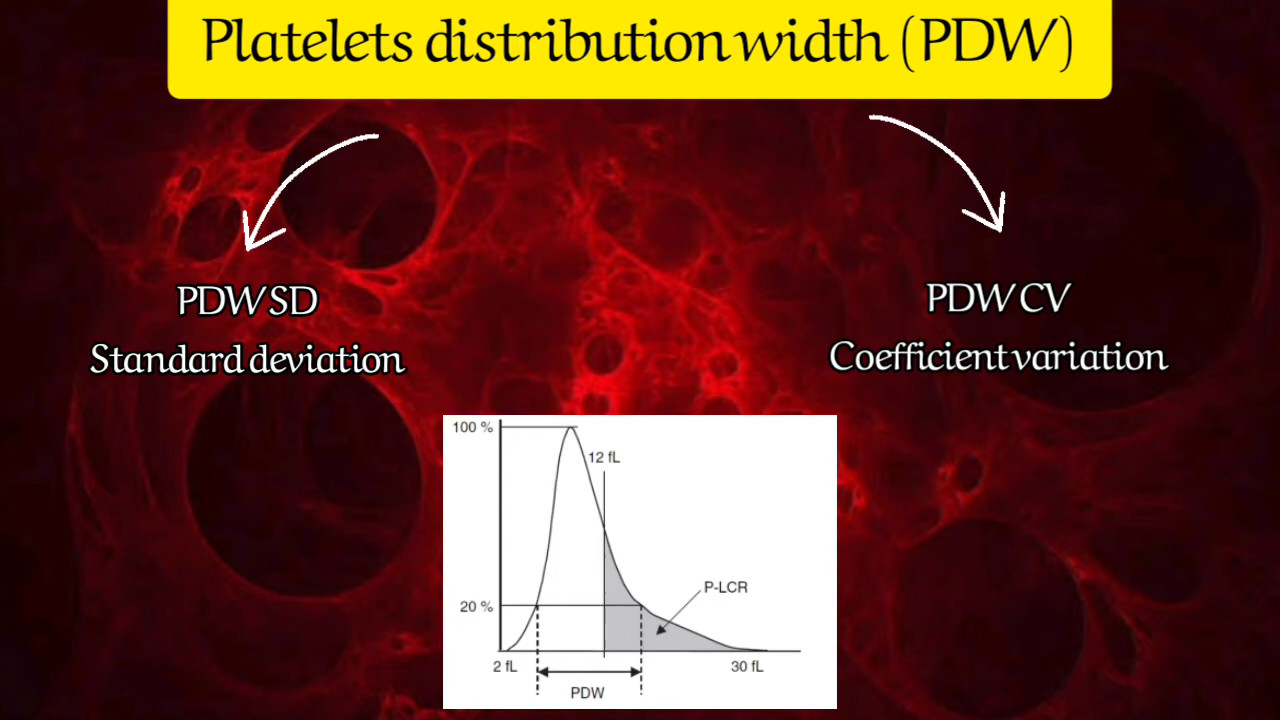 Platelets distribution width (PDW)
PDW SD
Standard deviation
PDW CV
Coefficient variation
100 %
12 fL
P-LCR
20 %
2 fL
30 fL
PDW